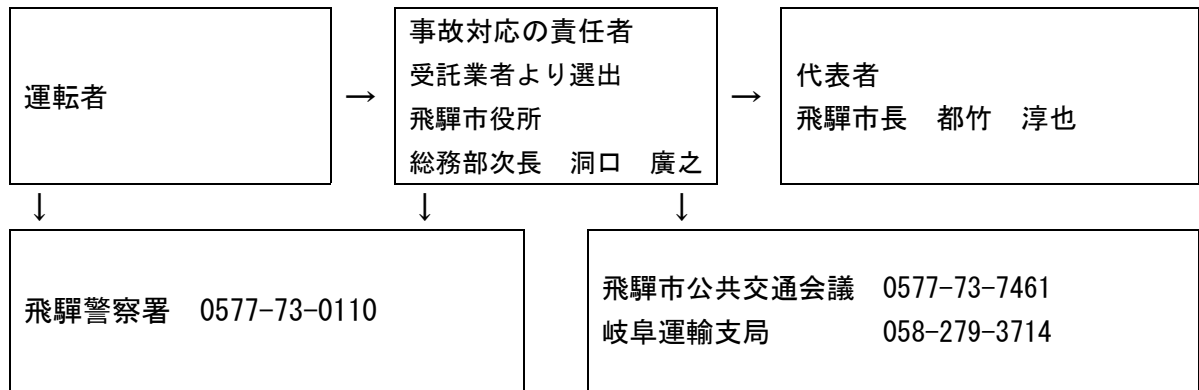 運転者
→
事故対応の責任者
受託業者より選出
飛驒市役所
総務部次長　洞口　廣之
→
代表者
飛驒市長　都竹　淳也
↓
↓
↓
飛驒警察署　0577-73-0110
飛驒市公共交通会議　0577-73-7461
岐阜運輸支局　058-279-3714